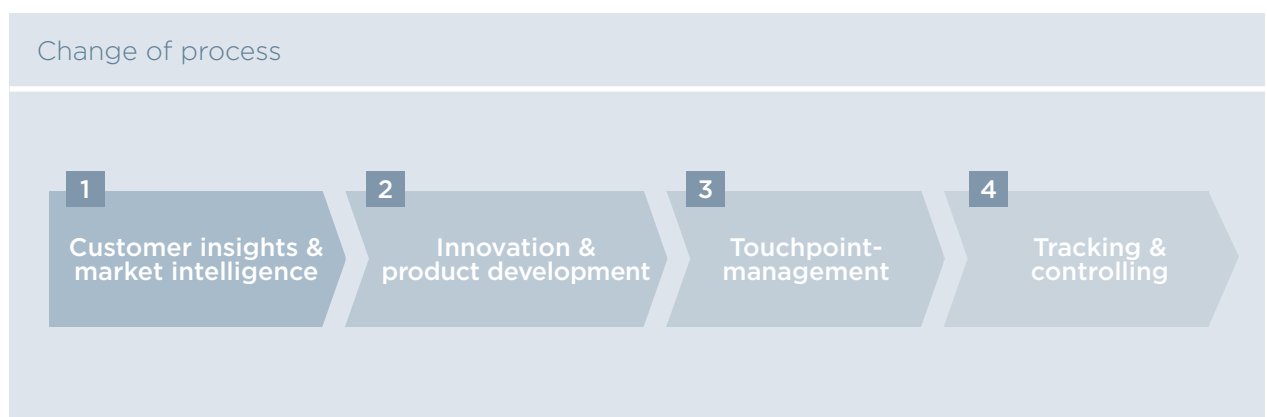 Change of process
1
Customer insights &
market intelligence
2
Innovation &
product development
3
Touchpoint-
management
4
Tracking &
controlling